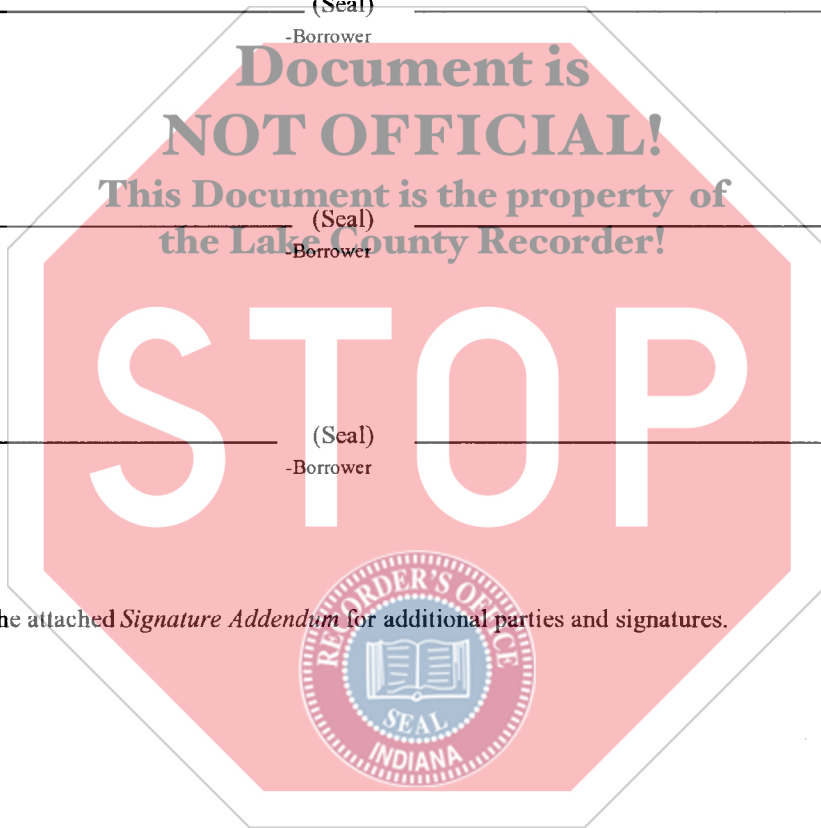 (Seal)
-Borrower
Document is
NOT OFFICIAL!
This Document is the property of
(Seal)
the Lake County Recorder!
-Borrower
STOP
(Seal)
-Borrower
he attached Signature Addendum for additional parties and signatures.
RECORDER'S OFFICE
SEAL
INDIANA